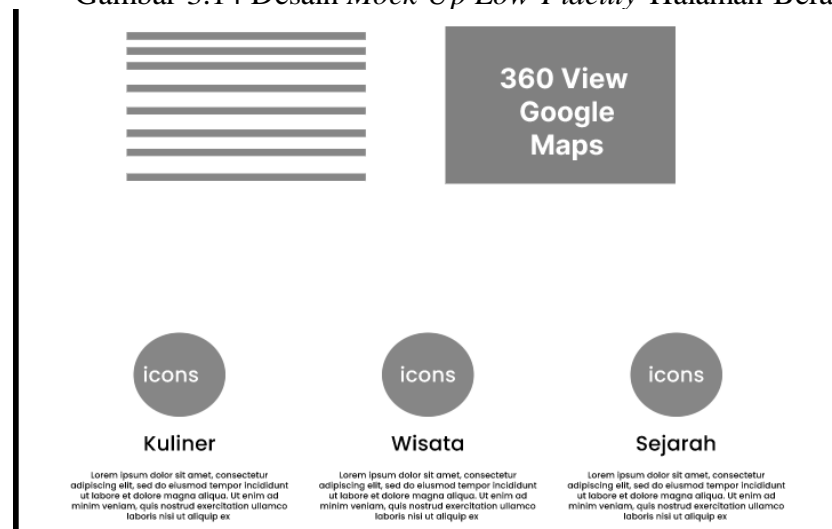 Gambar 3.14 Desain Mock Up Low Fidelity Halaman Bera
360 View
Google
Maps
icons
icons
icons
Kuliner
Wisata
Sejarah
Lorem ipsum dolor sit amet, consectetur
adipiscing elit, sed do eiusmod tempor incididunt
ut labore et dolore magna aliqua. Ut enim ad
minim veniam, quis nostrud exercitation ullamco
laboris nisi ut aliquip ex
Lorem ipsum dolor sit amet, consectetur
adipiscing elit, sed do eiusmod tempor incididunt
ut labore et dolore magna aliqua. Ut enim ad
minim veniam, quis nostrud exercitation ullamco
laboris nisi ut aliquip ex
Lorem ipsum dolor sit amet, consectetur
adipiscing elit, sed do eiusmod tempor incididunt
ut labore et dolore magna aliqua. Ut enim ad
minim veniam, quis nostrud exercitation ullamco
laboris nisi ut aliquip ex